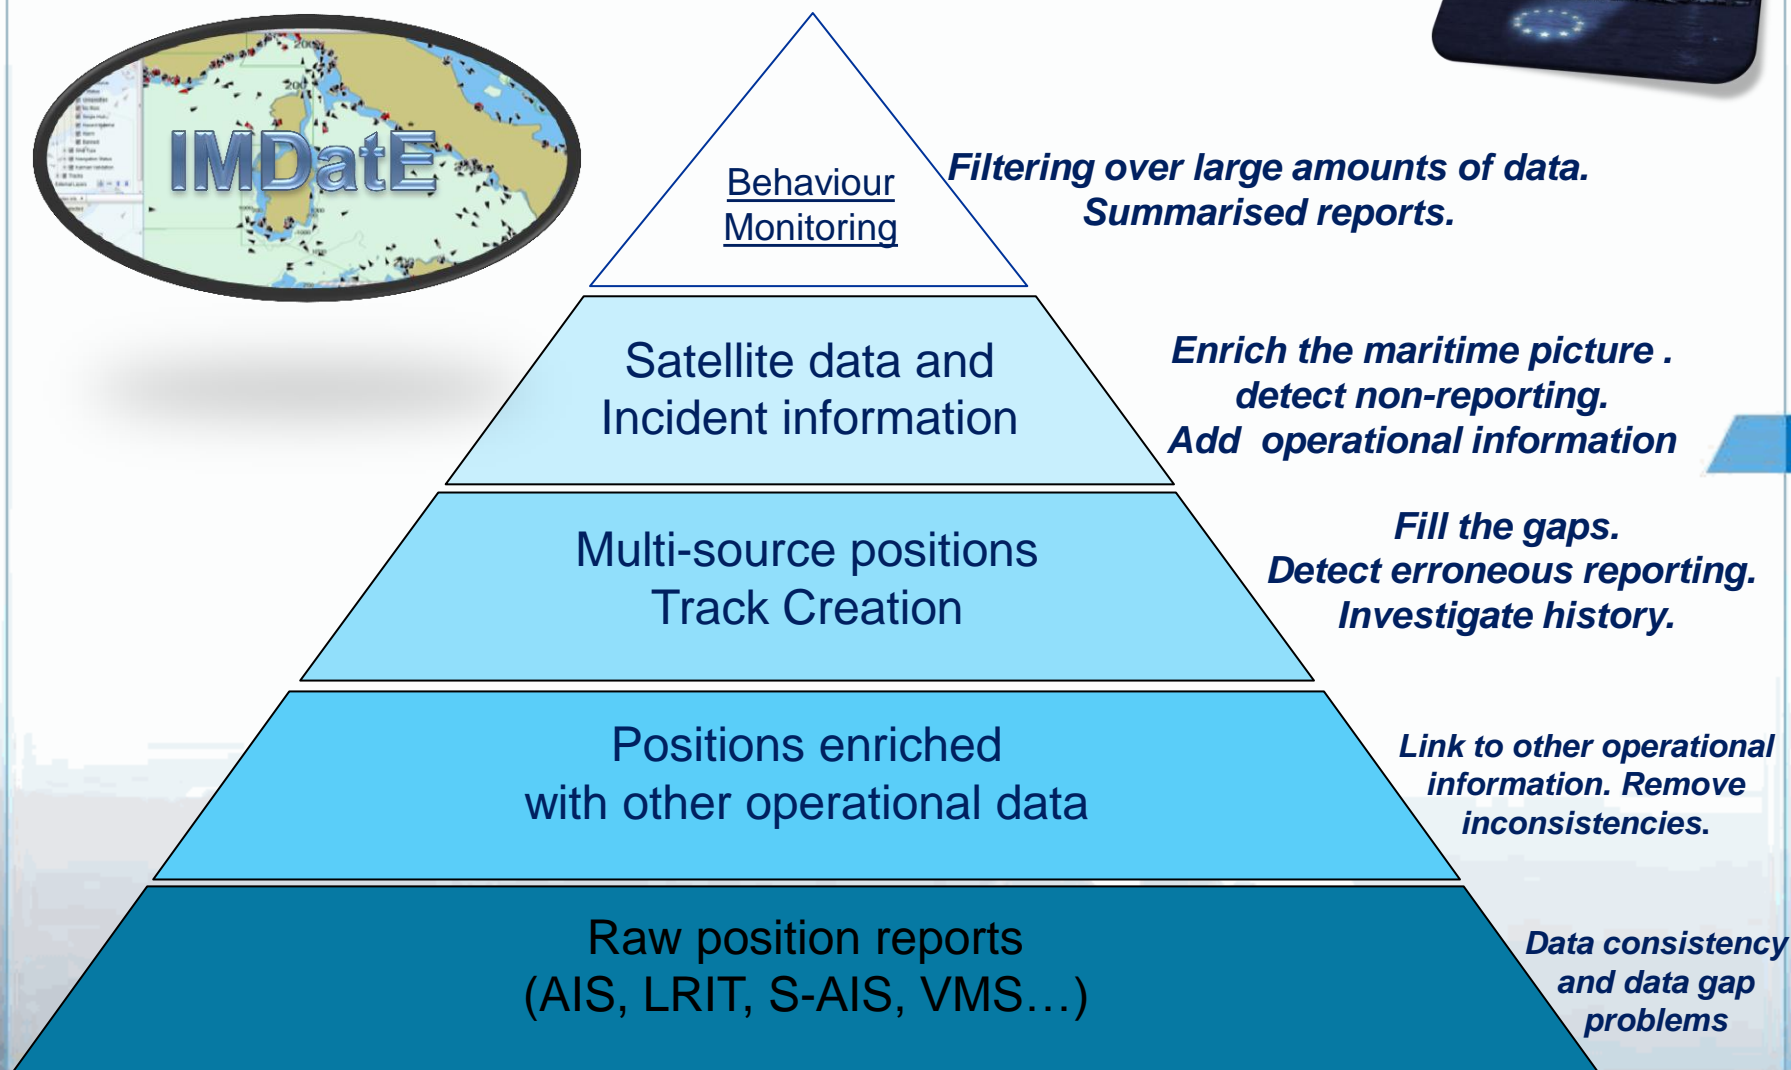 IMDatE
200
200
200
Behaviour
Monitoring
Filtering over large amounts of data.
Summarised reports.
Satellite data and
Incident information
Enrich the maritime picture .
detect non-reporting.
Add  operational information
Multi-source positions
Track Creation
Fill the gaps.
Detect erroneous reporting.
Investigate history.
Positions enriched
with other operational data
Link to other operational
information. Remove
inconsistencies.
Raw position reports
(AIS, LRIT, S-AIS, VMS…)
Data consistency
and data gap
problems